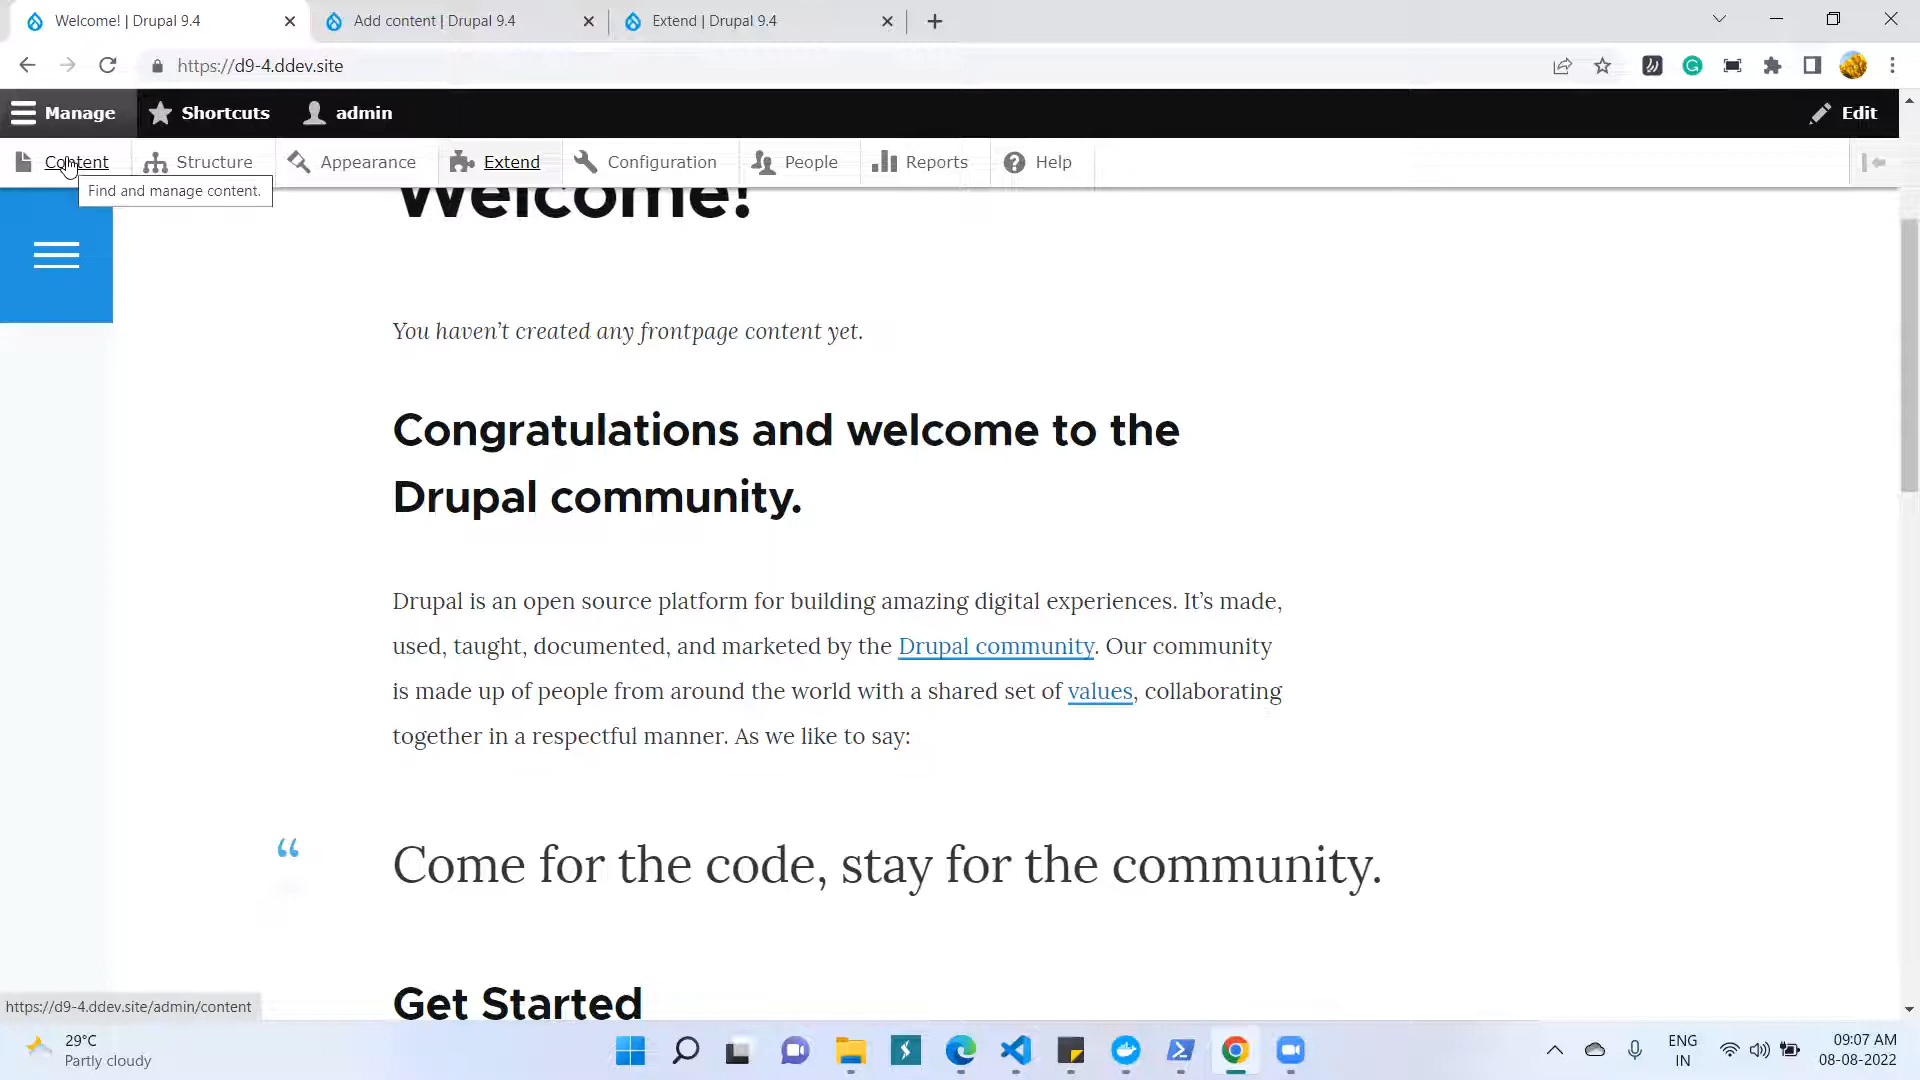 Welcome! | Drupal 9.4
Add content | Drupal 9.4
Extend | Drupal 9.4
https://d9-4.ddev.site
Manage
Shortcuts
admin
Edit
Content
Structure
Appearance
Extend
Configuration
People
Reports
Help
Find and manage content.
Welcome!
You haven’t created any frontpage content yet.
Congratulations and welcome to the
Drupal community.
Drupal is an open source platform for building amazing digital experiences. It’s made,
used, taught, documented, and marketed by the Drupal community. Our community
is made up of people from around the world with a shared set of values, collaborating
together in a respectful manner. As we like to say:
“
Come for the code, stay for the community.
Get Started
https://d9-4.ddev.site/admin/content
29°C
Partly cloudy
ENG
IN
09:07 AM
08-08-2022